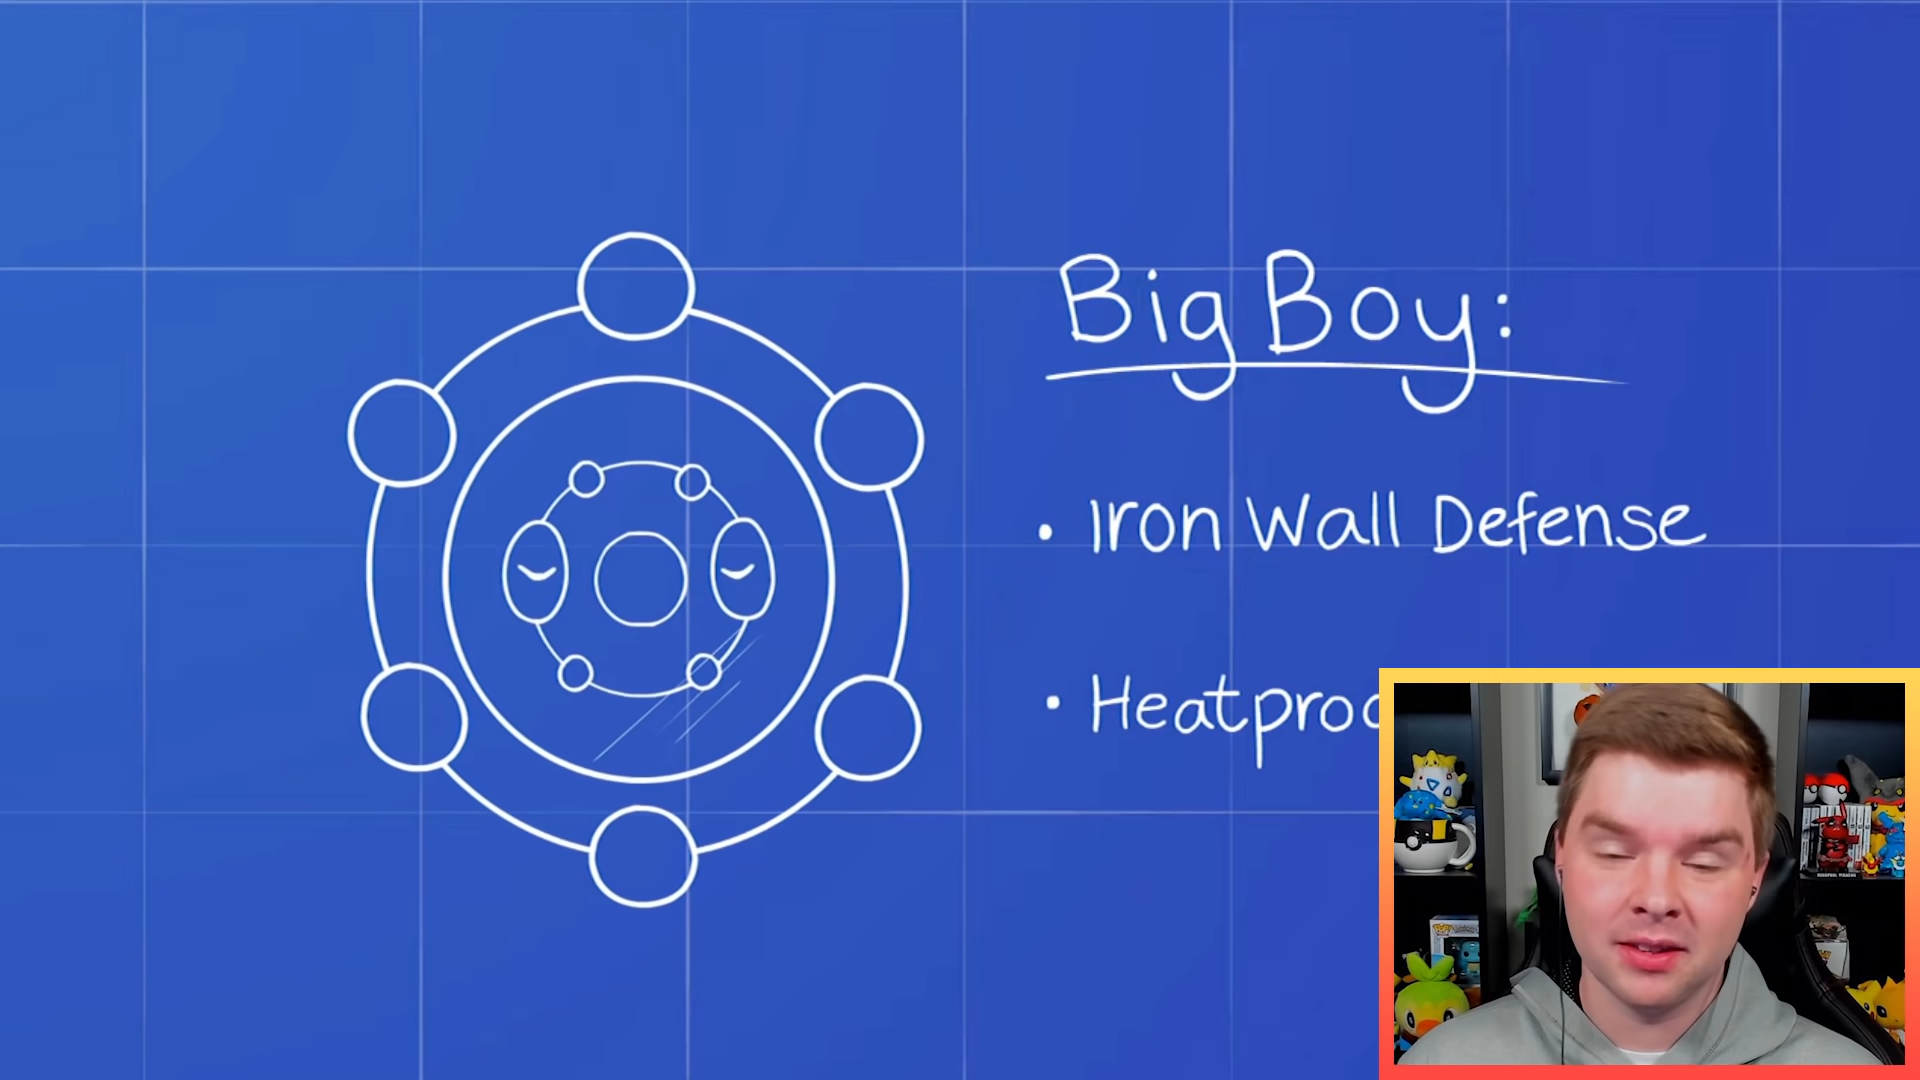 Big Boy:
• Iron Wall Defense
• Heatproo